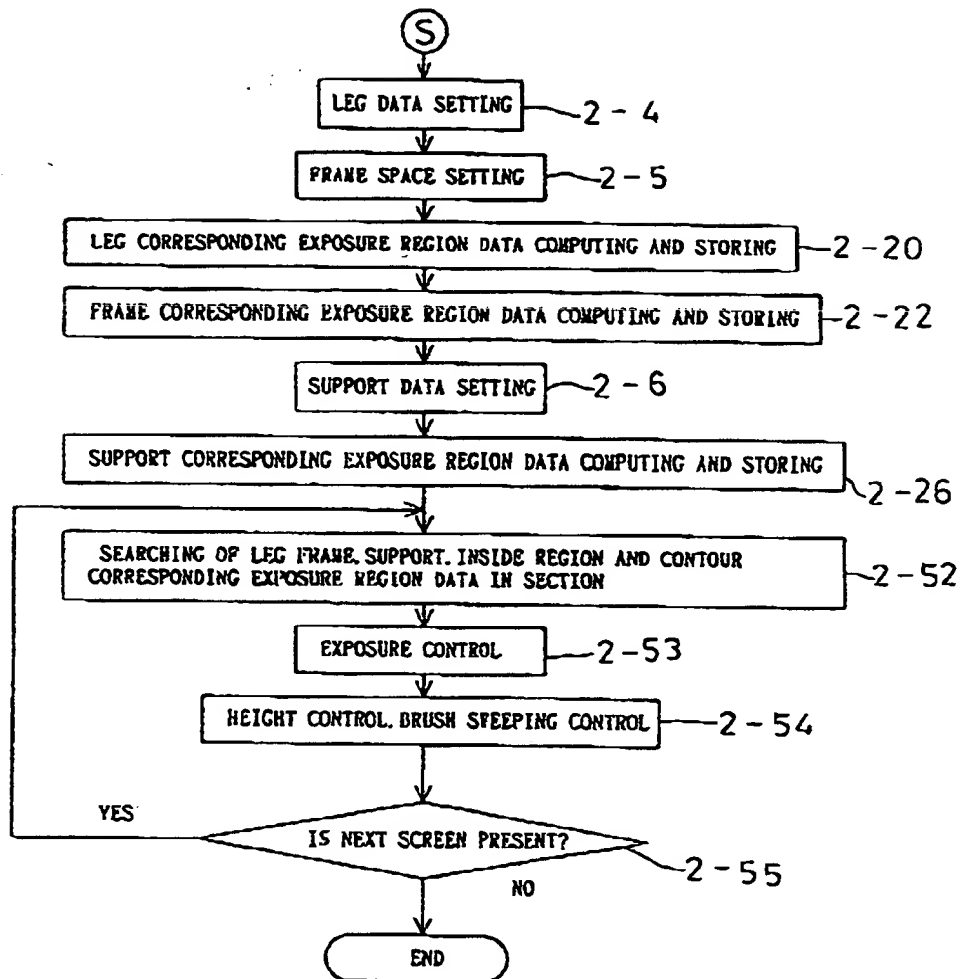 S
LEG DATA SETTING
2-4
FRAME SPACE SETTING
2-5
LEG CORRESPONDING EXPOSURE REGION DATA COMPUTING AND STORING
2-20
FRAME CORRESPONDING EXPOSURE REGION DATA COMPUTING AND STORING
2-22
SUPPORT DATA SETTING
2-6
SUPPORT CORRESPONDING EXPOSURE REGION DATA COMPUTING AND STORING
2-26
SEARCHING OF LEG FRAME. SUPPORT. INSIDE REGION AND CONTOUR
CORRESPONDING EXPOSURE REGION DATA IN SECTION
2-52
EXPOSURE CONTROL
2-53
HEIGHT CONTROL. BRUSH SWEEPING CONTROL
2-54
YES
IS NEXT SCREEN PRESENT?
2-55
NO
END